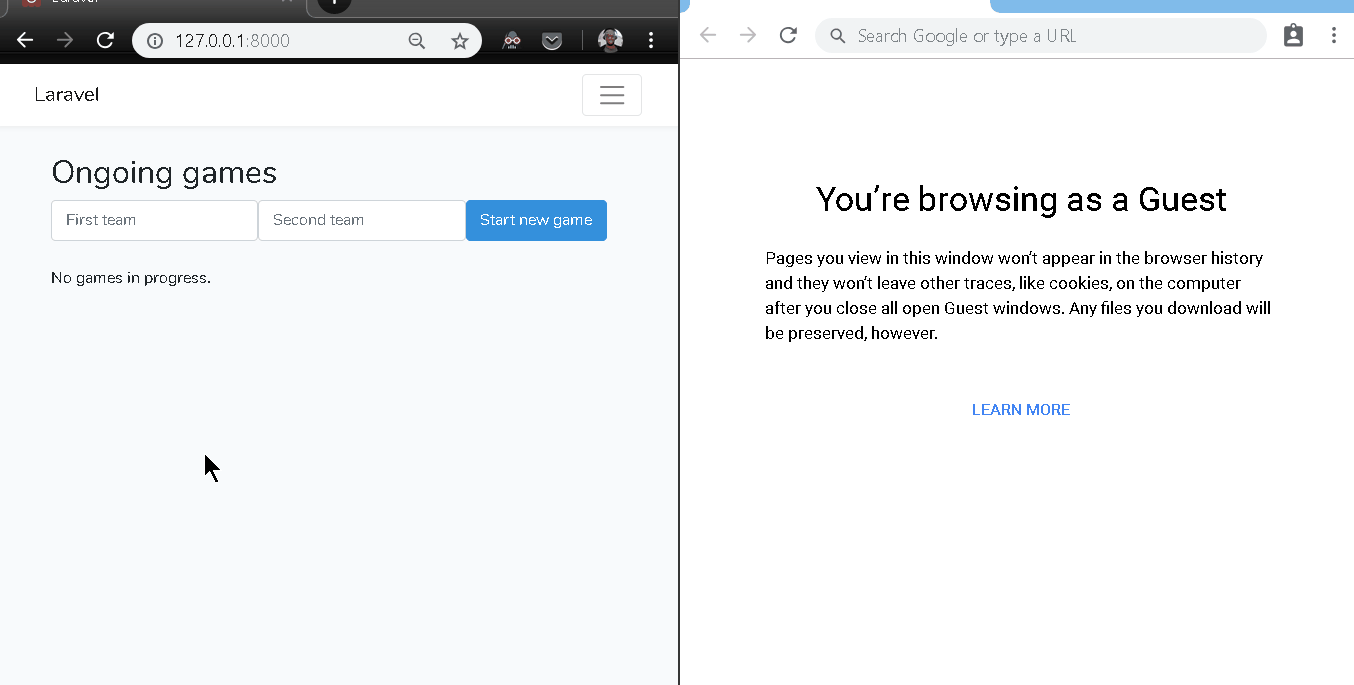 Laravel
127.0.0.1:8000
Laravel
Ongoing games
First team
Second team
Start new game
No games in progress.
Search Google or type a URL
You're browsing as a Guest
Pages you view in this window won't appear in the browser history
and they won't leave other traces, like cookies, on the computer
after you close all open Guest windows. Any files you download will
be preserved, however.
LEARN MORE